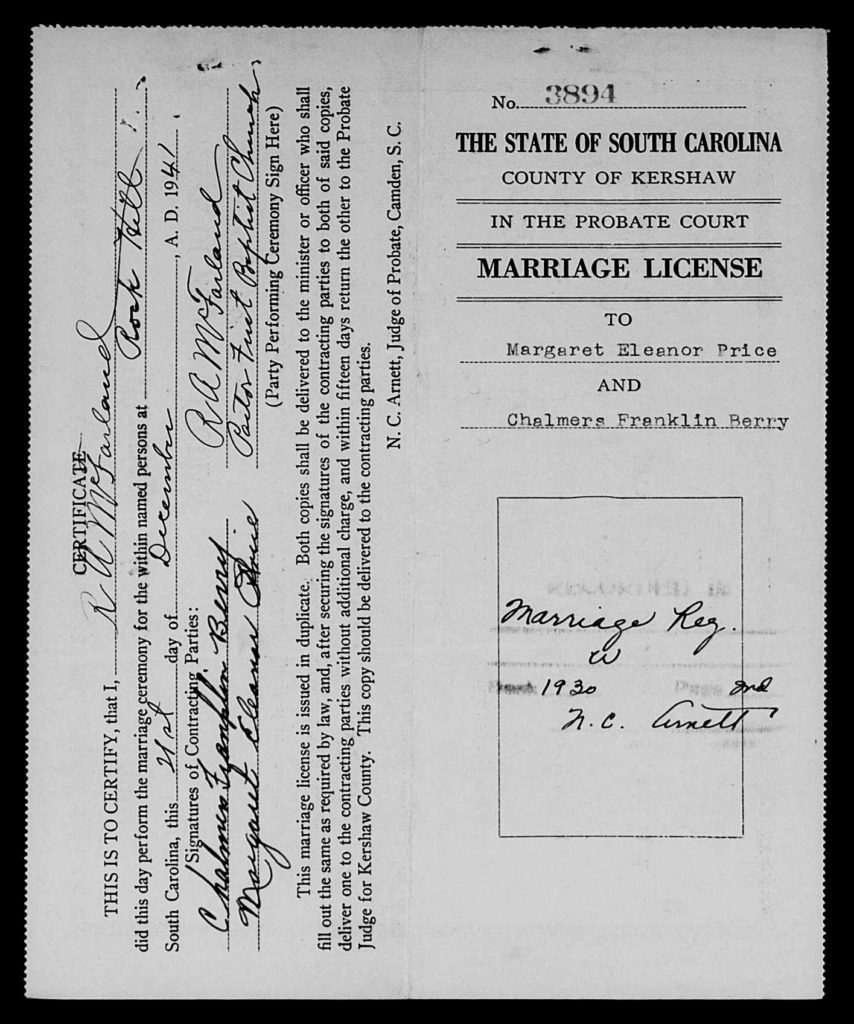 CERTIFICATE
THIS IS TO CERTIFY, that I, R A McFarland
did this day perform the marriage ceremony for the within named persons at Rock Hill
South Carolina, this 21st day of December, A. D. 1941.
(Signatures of Contracting Parties:
Chalmers Franklin Berry R A McFarland
Margaret Eleanor Price Pastor First Baptist Church
(Party Performing Ceremony Sign Here)
This marriage license is issued in duplicate. Both copies shall be delivered to the minister or officer who shall
fill out the same as required by law, and, after securing the signatures of the contracting parties to both of said copies,
deliver one to the contracting parties without additional charge, and within fifteen days return the other to the Probate
Judge for Kershaw County. This copy should be delivered to the contracting parties.
N. C. Arnett, Judge of Probate, Camden, S. C.
No. 3894
THE STATE OF SOUTH CAROLINA
COUNTY OF KERSHAW
IN THE PROBATE COURT
MARRIAGE LICENSE
TO
Margaret Eleanor Price
AND
Chalmers Franklin Berry
Marriage Reg.
W
Book 1930 Page
N. C. Arnett